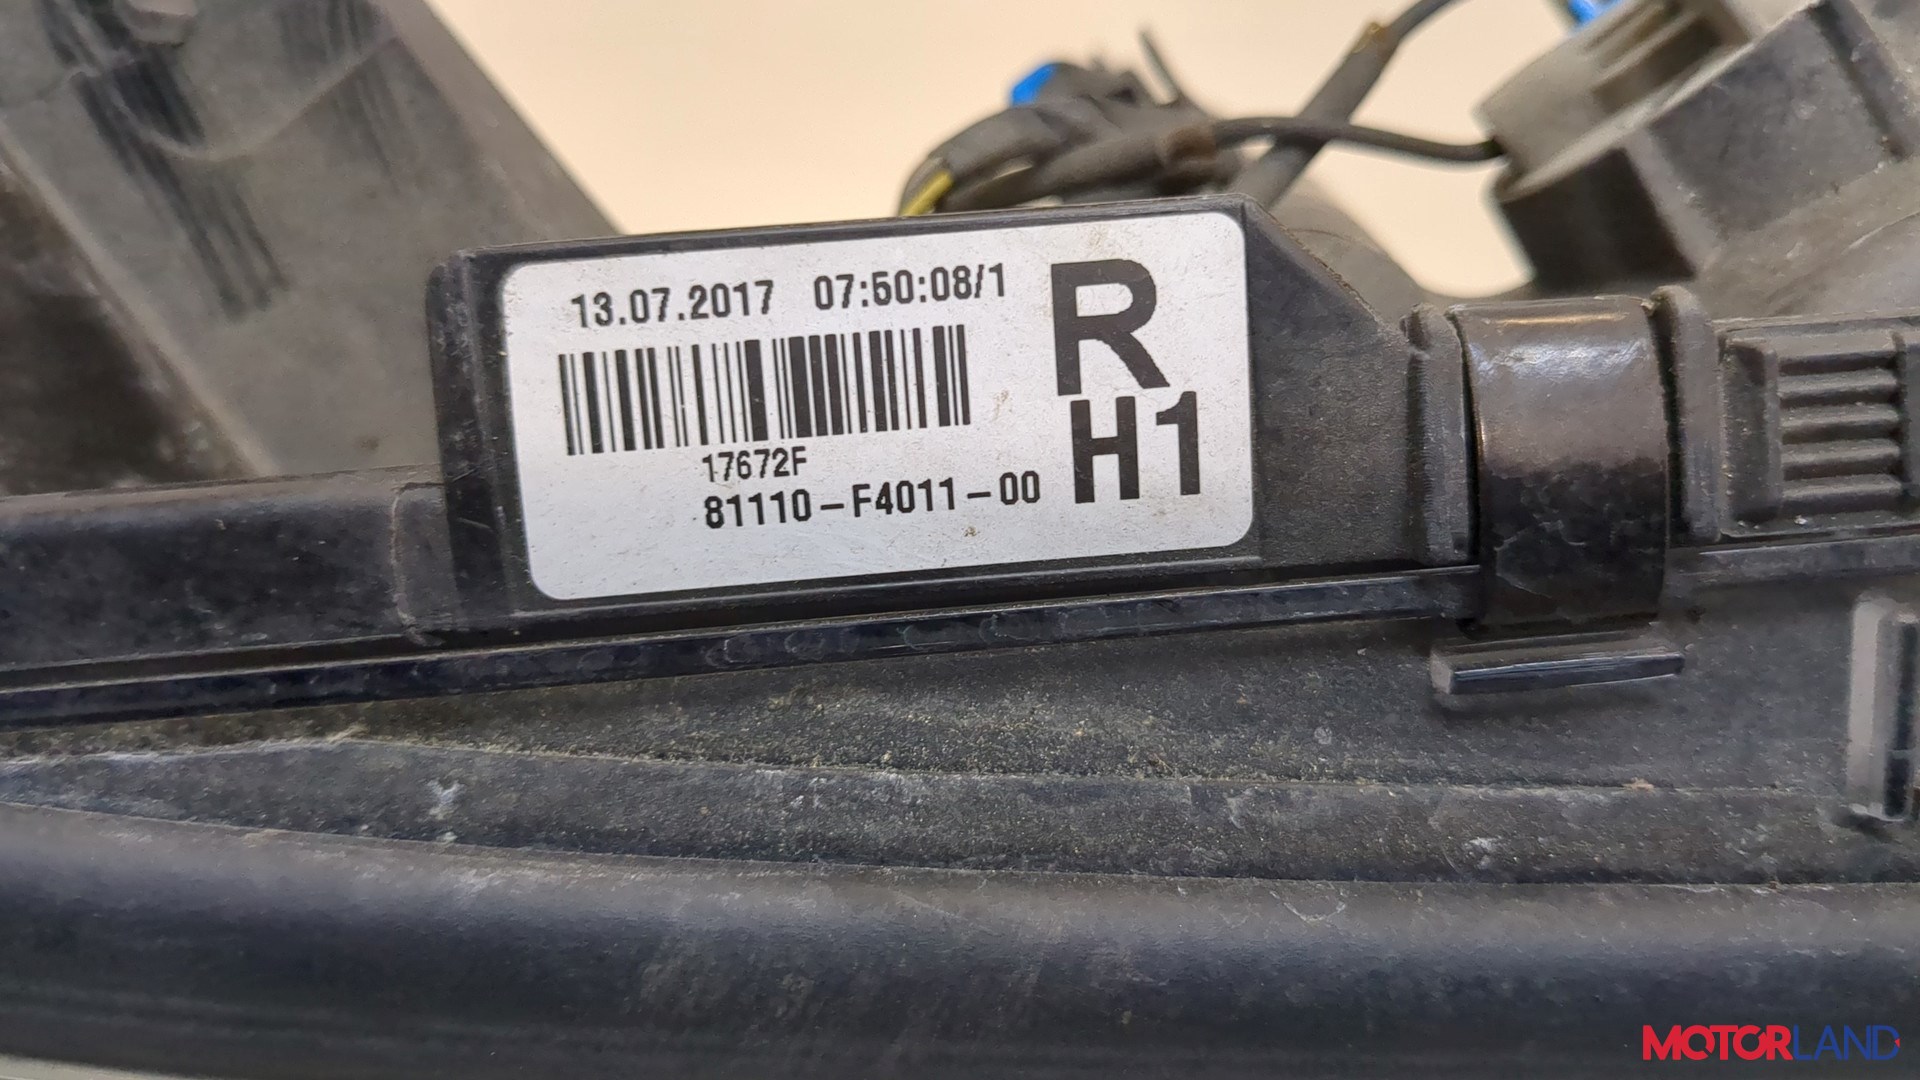 13.07.2017 07:50:08/1
R
H1
17672F
81110-F4011-00
MOTORLAND